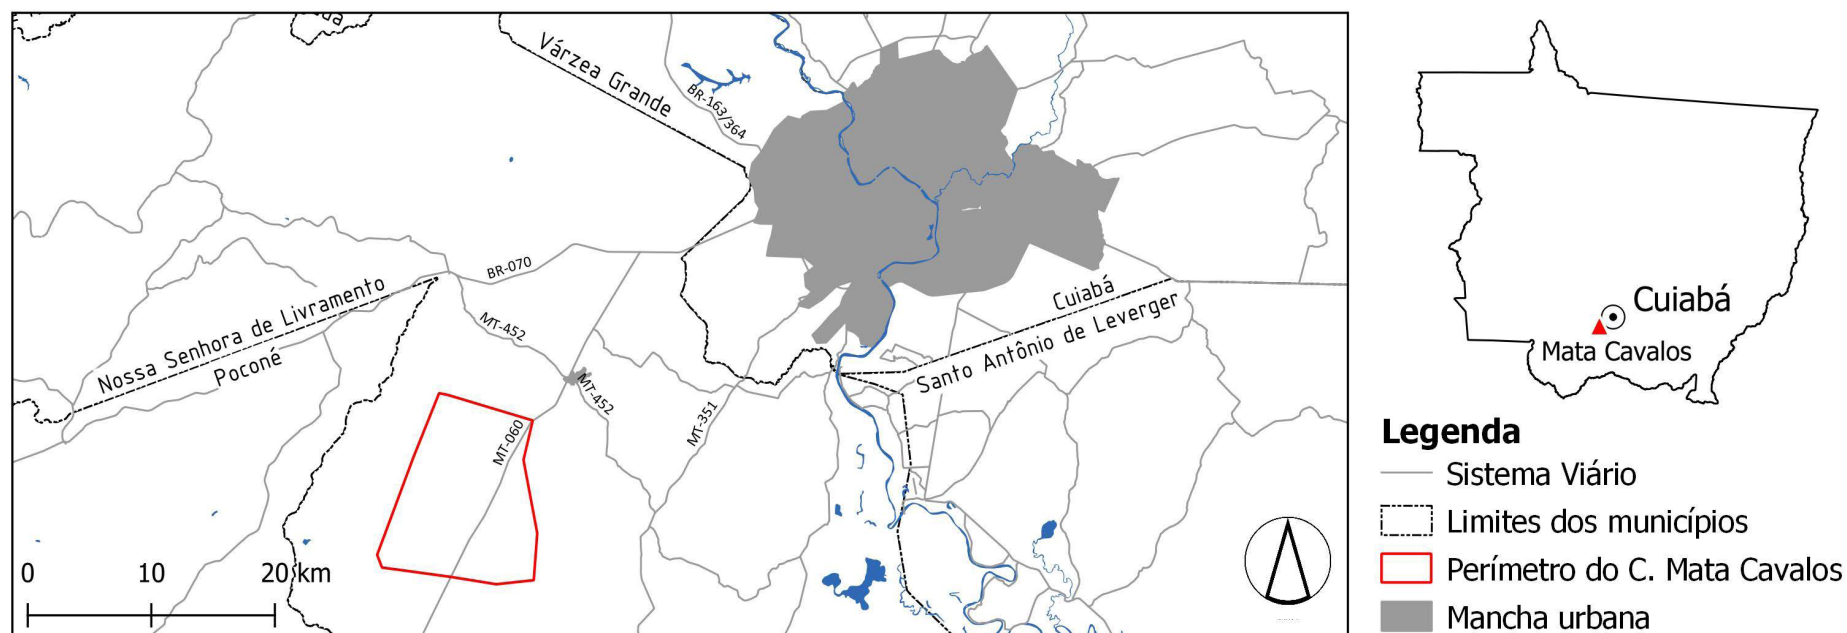 Várzea Grande
BR-163/364
BR-070
Nossa Senhora de Livramento
Poconé
MT-452
MT-452
MT-060
MT-351
Cuiabá
Santo Antônio de Leverger
0 10 20 km
Cuiabá
Mata Cavalos
Legenda
Sistema Viário
Limites dos municípios
Perímetro do C. Mata Cavalos
Mancha urbana